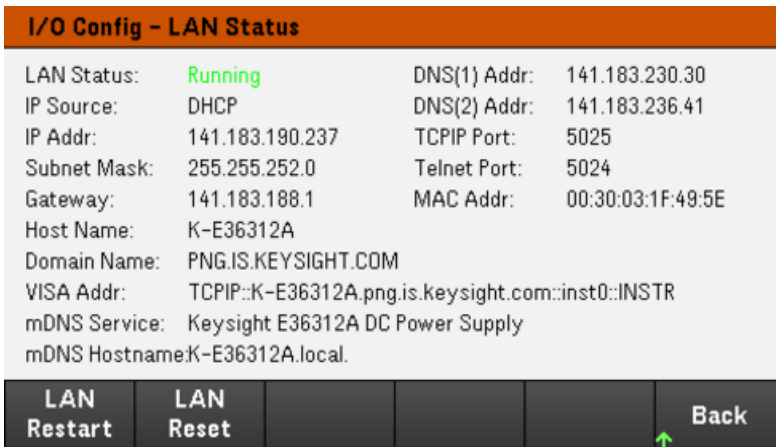 I/O Config – LAN Status
LAN Status: Running DNS(1) Addr: 141.183.230.30
IP Source: DHCP DNS(2) Addr: 141.183.236.41
IP Addr: 141.183.190.237 TCPIP Port: 5025
Subnet Mask: 255.255.252.0 Telnet Port: 5024
Gateway: 141.183.188.1 MAC Addr: 00:30:03:1F:49:5E
Host Name: K-E36312A
Domain Name: PNG.IS.KEYSIGHT.COM
VISA Addr: TCPIP::K-E36312A.png.is.keysight.com::inst0::INSTR
mDNS Service: Keysight E36312A DC Power Supply
mDNS Hostname:K-E36312A.local.
LAN Restart LAN Reset Back